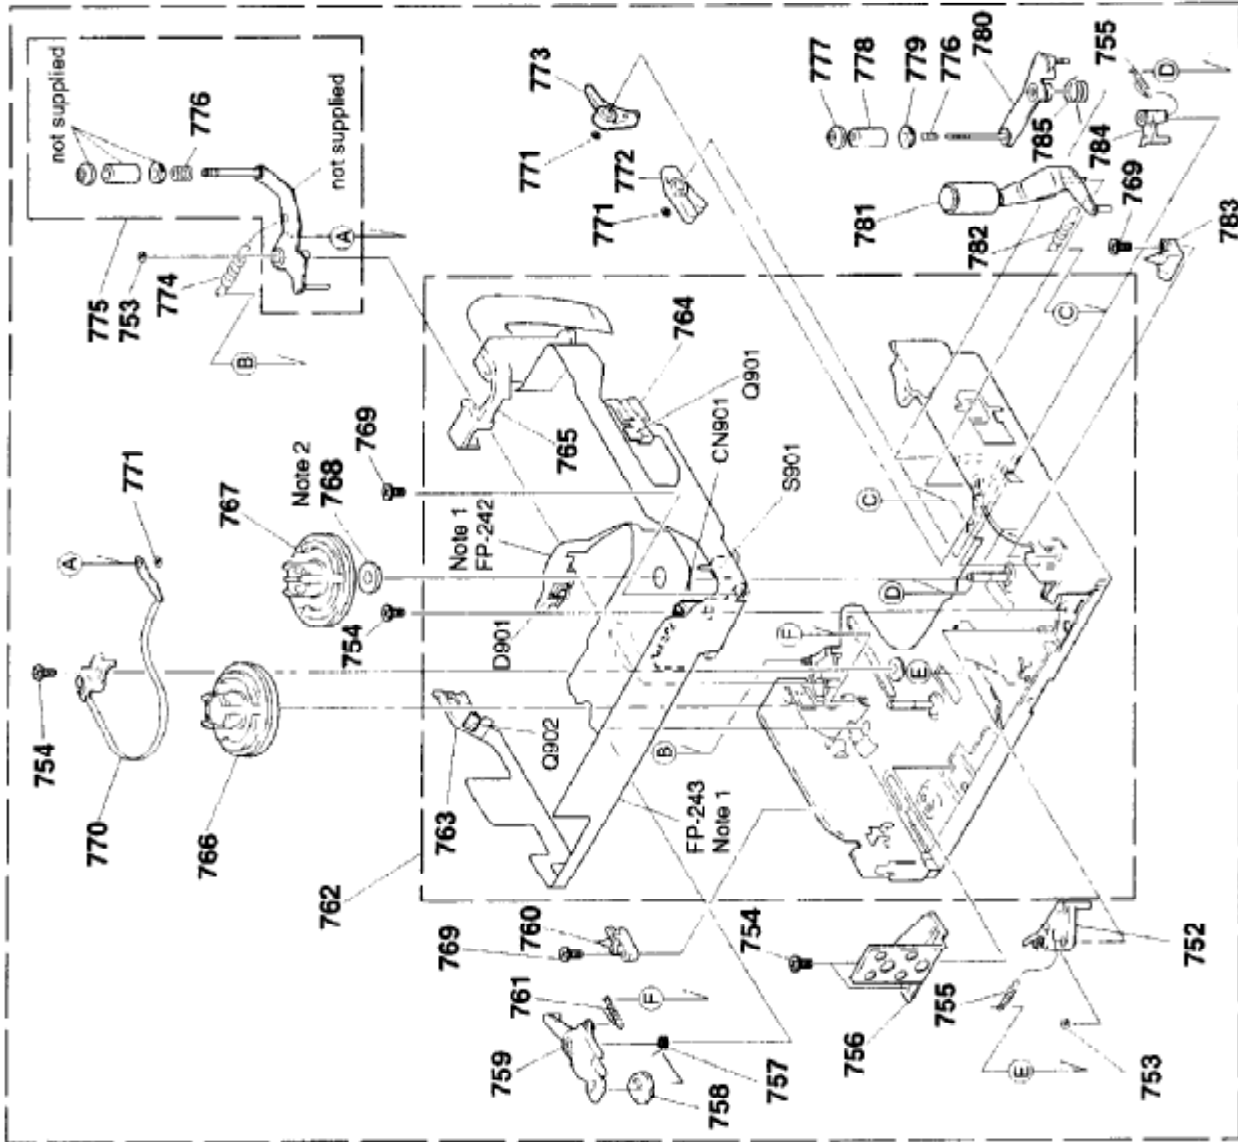 not supplied
776
not supplied
A
775
753
774
B
773
771
772
771
777
778
779
776
780
755
D
785
784
781
782
769
783
C
764
Q901
765
CN901
S901
769
C
D
F
E
B
771
Note 2
768
767
A
Note 1
FP-242
754
D901
754
770
766
763
Q902
762
FP-243
Note 1
769
760
761
F
759
757
758
754
756
755
752
E
753